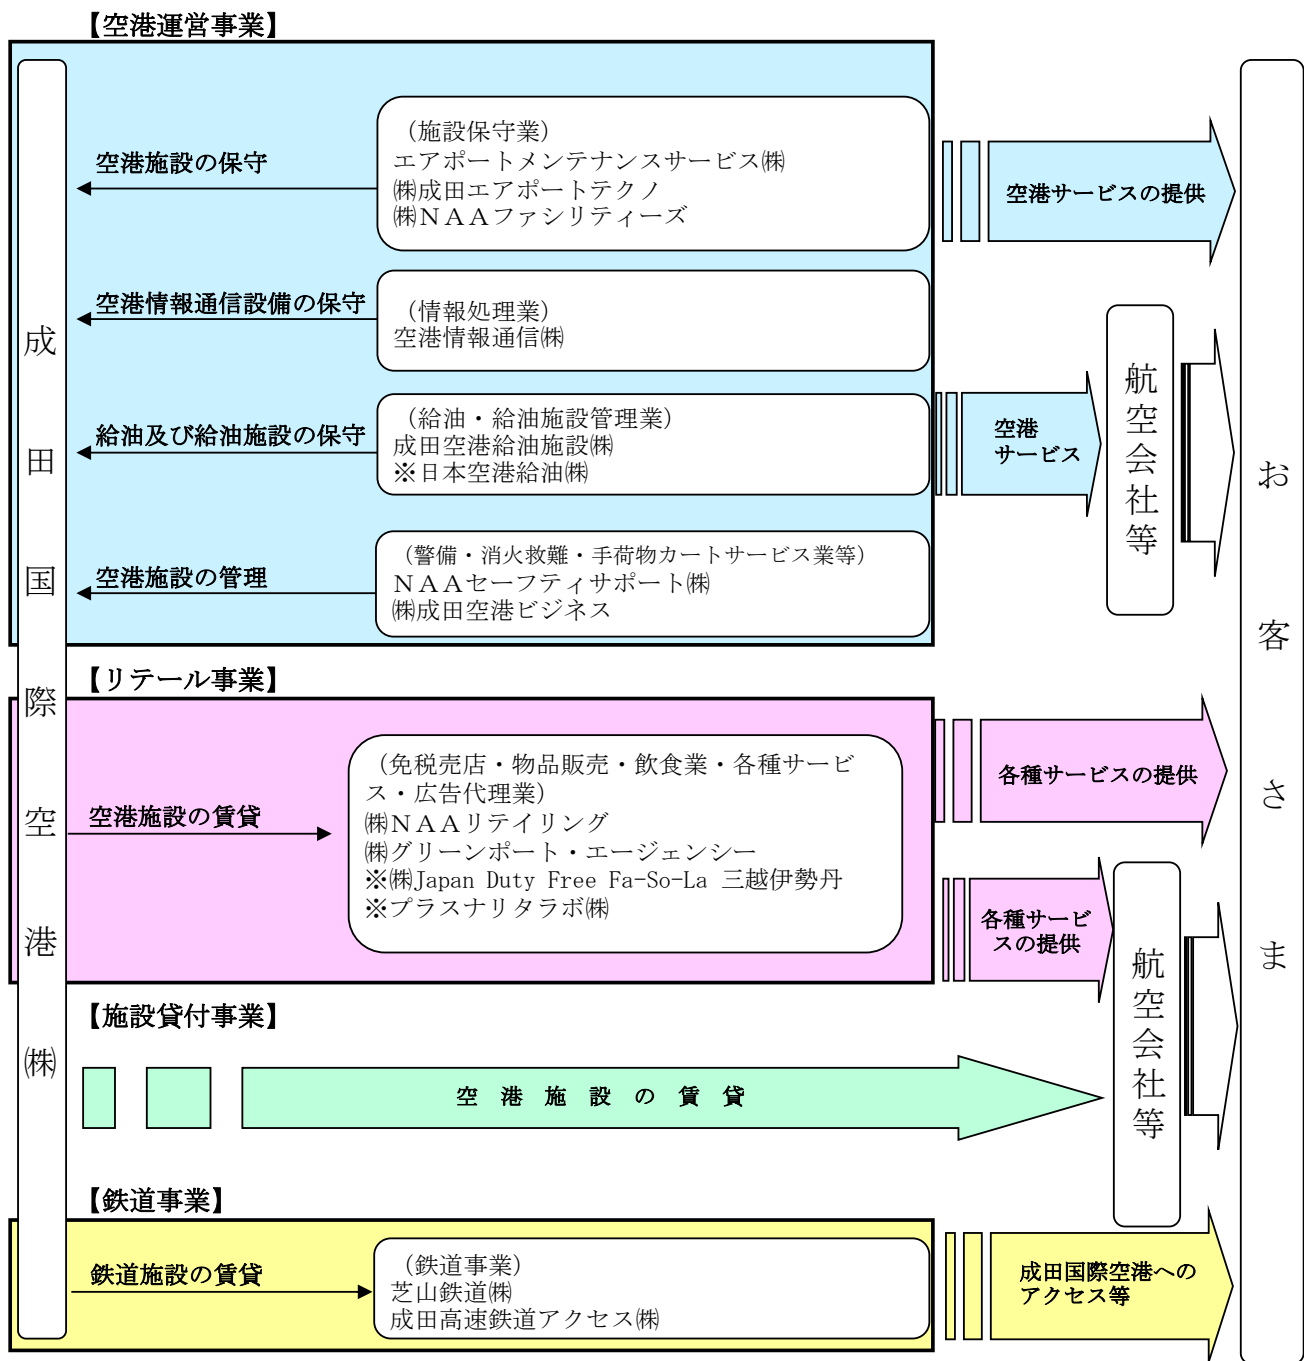 【空港運営事業】
成田国際空港㈱
空港施設の保守
（施設保守業）
エアポートメンテナンスサービス㈱
㈱成田エアポートテクノ
㈱ＮＡＡファシリティーズ
空港サービスの提供
お客さま
空港情報通信設備の保守
（情報処理業）
空港情報通信㈱
給油及び給油施設の保守
（給油・給油施設管理業）
成田空港給油施設㈱
※日本空港給油㈱
空港
サービス
航空会社等
空港施設の管理
（警備・消火救難・手荷物カートサービス業等）
ＮＡＡセーフティサポート㈱
㈱成田空港ビジネス
【リテール事業】
空港施設の賃貸
（免税売店・物品販売・飲食業・各種サービ
ス・広告代理業）
㈱ＮＡＡリテイリング
㈱グリーンポート・エージェンシー
※㈱Japan Duty Free Fa-So-La 三越伊勢丹
※プラスナリタラボ㈱
各種サービスの提供
各種サービ
スの提供
航空会社等
【施設貸付事業】
空港施設の賃貸
【鉄道事業】
鉄道施設の賃貸
（鉄道事業）
芝山鉄道㈱
成田高速鉄道アクセス㈱
成田国際空港への
アクセス等